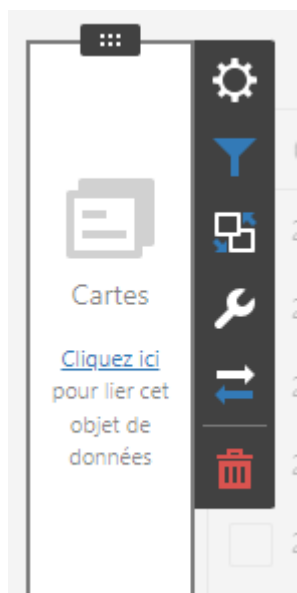 Cartes
Cliquez ici
pour lier cet
objet de
données